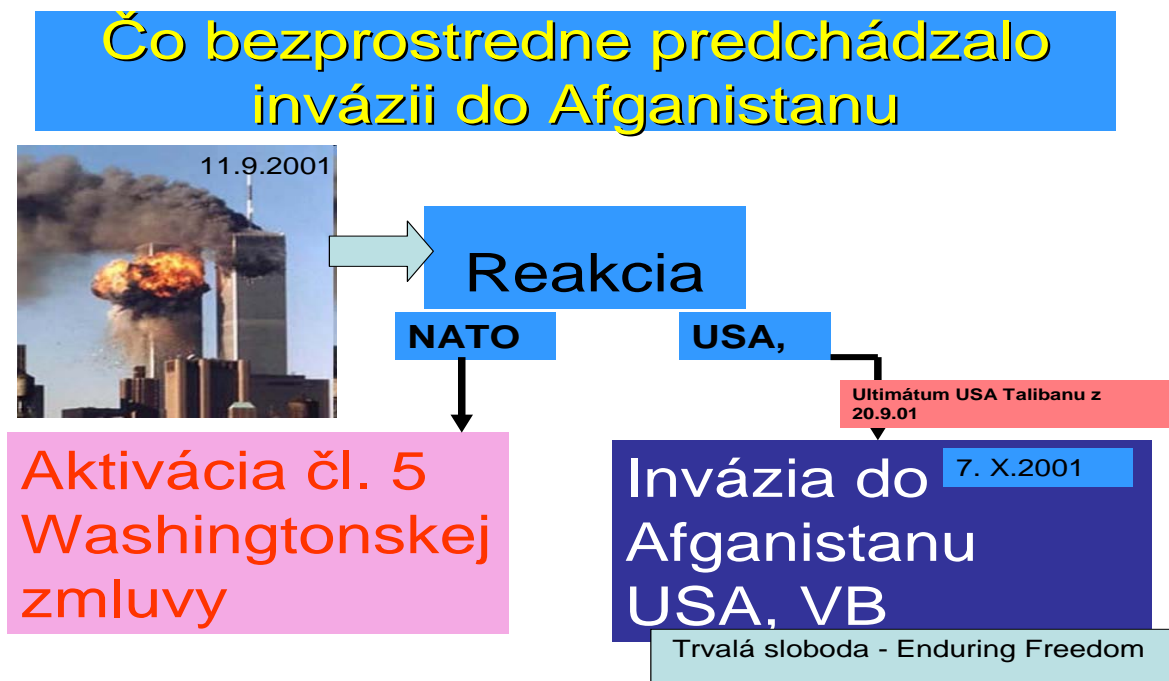 Čo bezprostredne predchádzalo
invázii do Afganistanu
11.9.2001
Reakcia
NATO
USA,
Ultimátum USA Talibanu z
20.9.01
Aktivácia čl. 5
Washingtonskej
zmluvy
Invázia do
7. X.2001
Afganistanu
USA, VB
Trvalá sloboda - Enduring Freedom